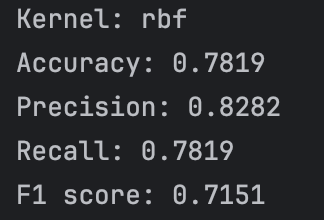 Kernel: rbf
Accuracy: 0.7819
Precision: 0.8282
Recall: 0.7819
F1 score: 0.7151